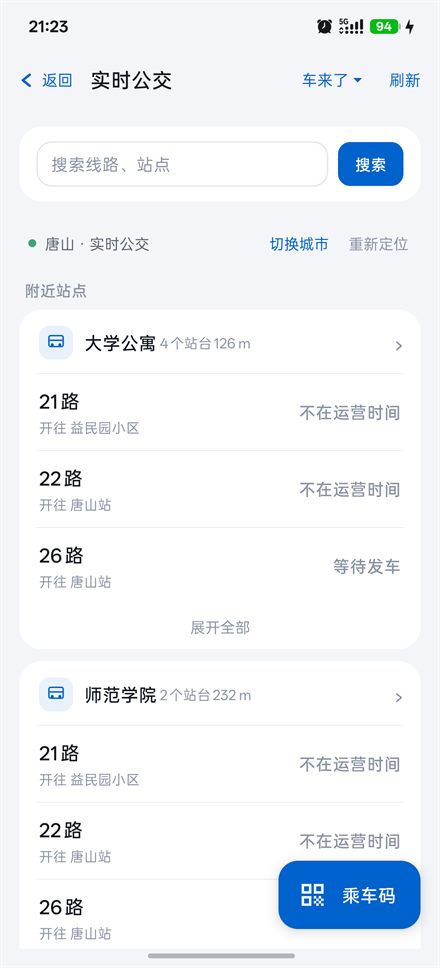 21:23
5G
94
返回 实时公交 车来了 刷新
搜索线路、站点 搜索
唐山 · 实时公交 切换城市 重新定位
附近站点
大学公寓 4个站台 126 m
21路
开往 益民园小区
不在运营时间
22路
开往 唐山站
不在运营时间
26路
开往 唐山站
等待发车
展开全部
师范学院 2个站台 232 m
21路
开往 益民园小区
不在运营时间
22路
开往 唐山站
不在运营时间
26路
开往 唐山站
乘车码